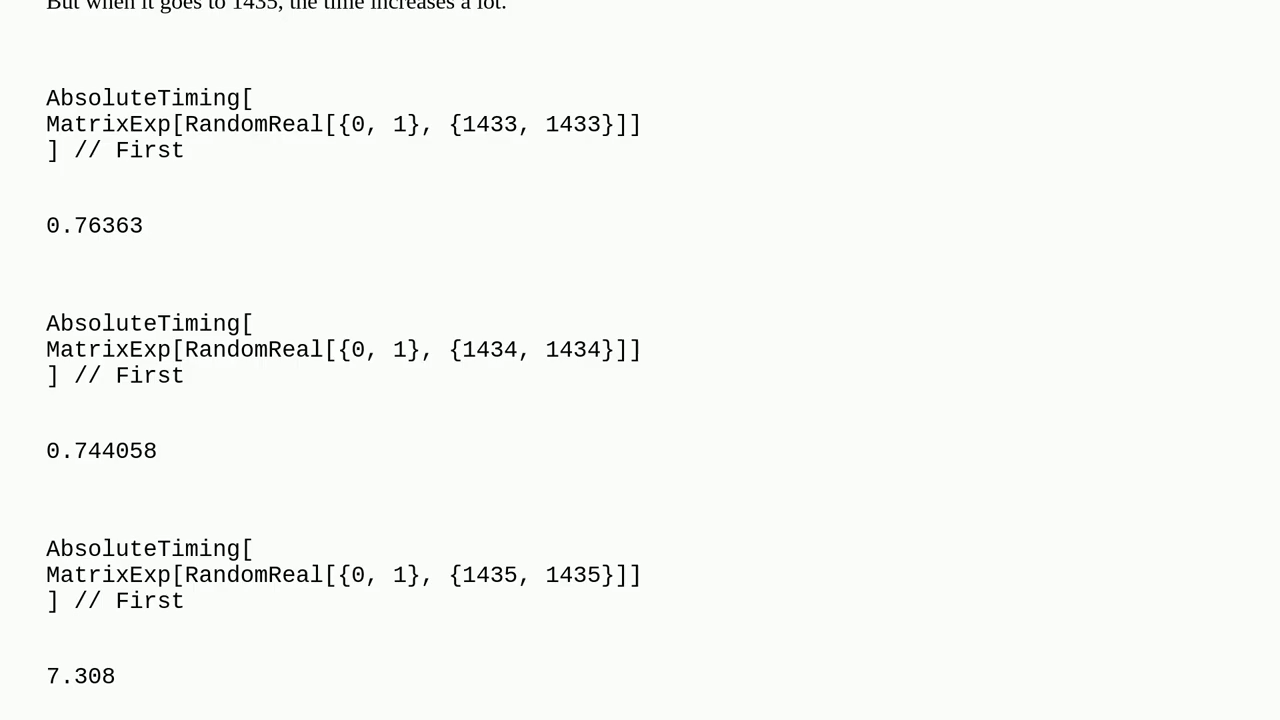 But when it goes to 1435, the time increases a lot.
AbsoluteTiming[
MatrixExp[RandomReal[{0, 1}, {1433, 1433}]]
] // First
0.76363
AbsoluteTiming[
MatrixExp[RandomReal[{0, 1}, {1434, 1434}]]
] // First
0.744058
AbsoluteTiming[
MatrixExp[RandomReal[{0, 1}, {1435, 1435}]]
] // First
7.308